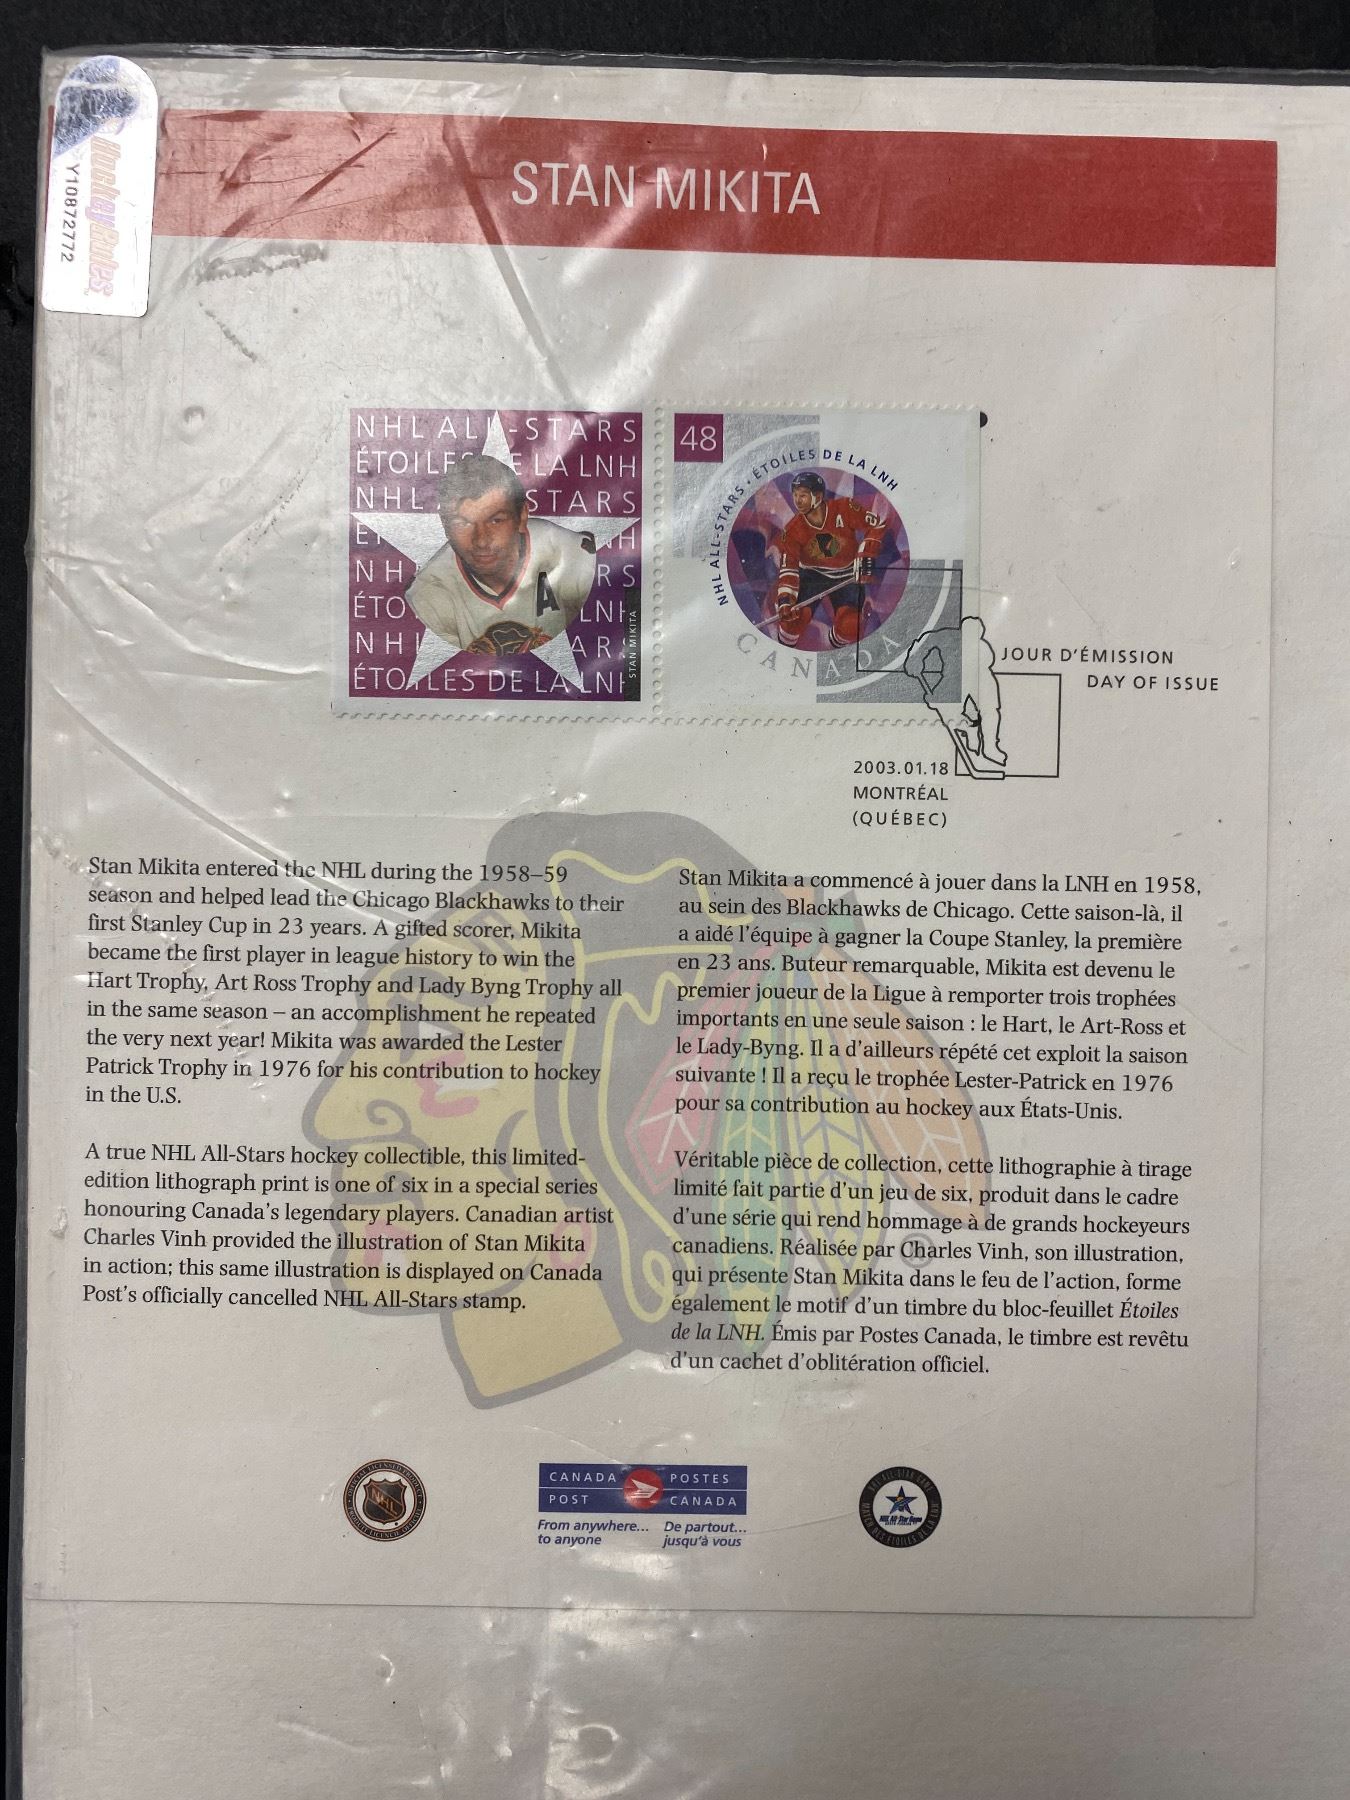 HockeyRules
Y10872772
STAN MIKITA
NHL ALL-STARS
ÉTOILES DE LA LNH
NHL STARS
ÉT NH
NH RS
ÉTO LNH
NHL ARS
ÉTOILES DE LA LNH
STAN MIKITA
48
NHL ALL-STARS • ÉTOILES DE LA LNH
A
21
CANADA
A
JOUR D'ÉMISSION
DAY OF ISSUE
2003.01.18
MONTRÉAL
(QUÉBEC)
Stan Mikita entered the NHL during the 1958–59
season and helped lead the Chicago Blackhawks to their
first Stanley Cup in 23 years. A gifted scorer, Mikita
became the first player in league history to win the
Hart Trophy, Art Ross Trophy and Lady Byng Trophy all
in the same season – an accomplishment he repeated
the very next year! Mikita was awarded the Lester
Patrick Trophy in 1976 for his contribution to hockey
in the U.S.
A true NHL All-Stars hockey collectible, this limited-
edition lithograph print is one of six in a special series
honouring Canada's legendary players. Canadian artist
Charles Vinh provided the illustration of Stan Mikita
in action; this same illustration is displayed on Canada
Post's officially cancelled NHL All-Stars stamp.
Stan Mikita a commencé à jouer dans la LNH en 1958,
au sein des Blackhawks de Chicago. Cette saison-là, il
a aidé l'équipe à gagner la Coupe Stanley, la première
en 23 ans. Buteur remarquable, Mikita est devenu le
premier joueur de la Ligue à remporter trois trophées
importants en une seule saison : le Hart, le Art-Ross et
le Lady-Byng. Il a d'ailleurs répété cet exploit la saison
suivante ! Il a reçu le trophée Lester-Patrick en 1976
pour sa contribution au hockey aux États-Unis.
Véritable pièce de collection, cette lithographie à tirage
limité fait partie d'un jeu de six, produit dans le cadre
d'une série qui rend hommage à de grands hockeyeurs
canadiens. Réalisée par Charles Vinh, son illustration,
qui présente Stan Mikita dans le feu de l'action, forme
également le motif d'un timbre du bloc-feuillet Étoiles
de la LNH. Émis par Postes Canada, le timbre est revêtu
d'un cachet d'oblitération officiel.
®
NHL
CANADA POSTES
POST CANADA
From anywhere... De partout...
to anyone jusqu'à vous
NHL ALL-STAR GAME
NHL All-Star Game
MATCH DES ÉTOILES DE LA LNH